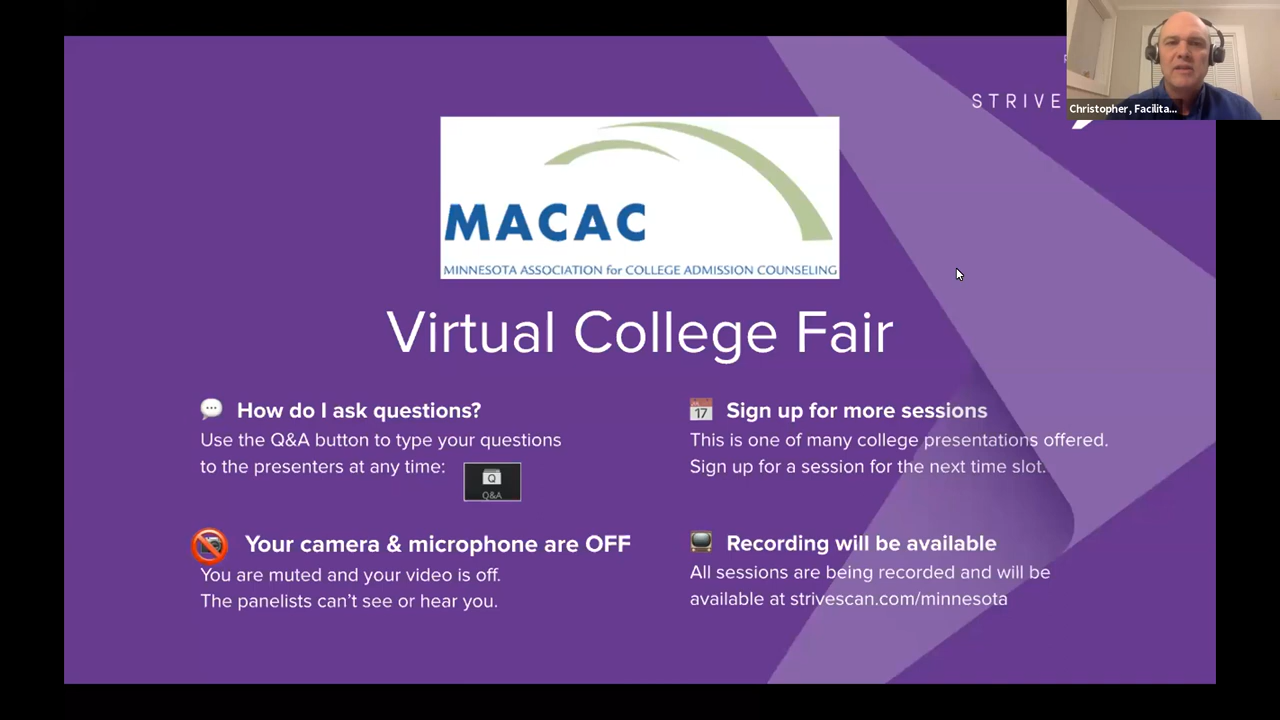 STRIVE
Christopher, Facilita...
MACAC
MINNESOTA ASSOCIATION for COLLEGE ADMISSION COUNSELING
Virtual College Fair
How do I ask questions?
Use the Q&A button to type your questions
to the presenters at any time:
Q
Q&A
Sign up for more sessions
This is one of many college presentations offered.
Sign up for a session for the next time slot.
17
Your camera & microphone are OFF
You are muted and your video is off.
The panelists can't see or hear you.
Recording will be available
All sessions are being recorded and will be
available at strivescan.com/minnesota